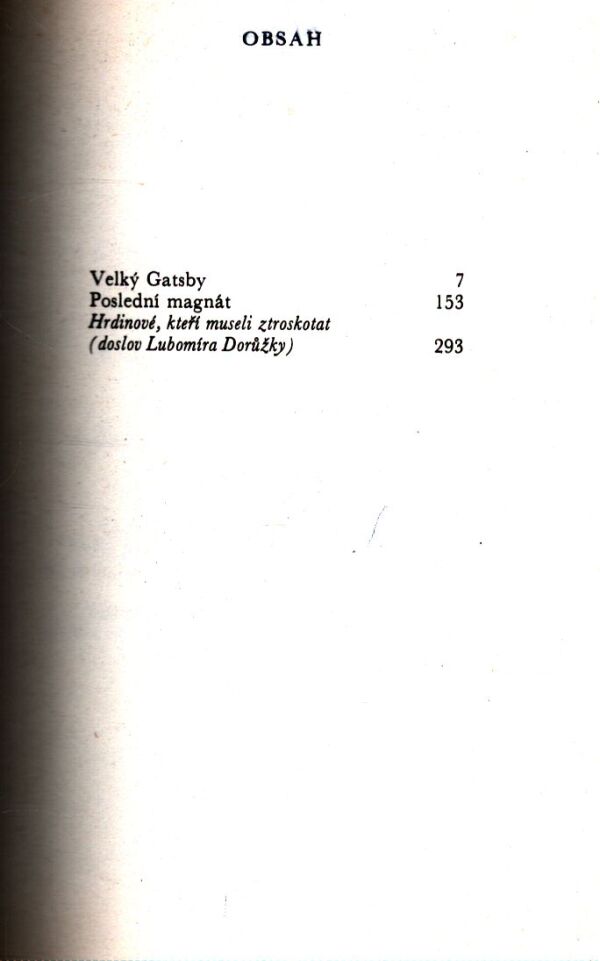 OBSAH
Velký Gatsby 7
Poslední magnát 153
Hrdinové, kteří museli ztroskotat
(doslov Lubomíra Dorůžky) 293